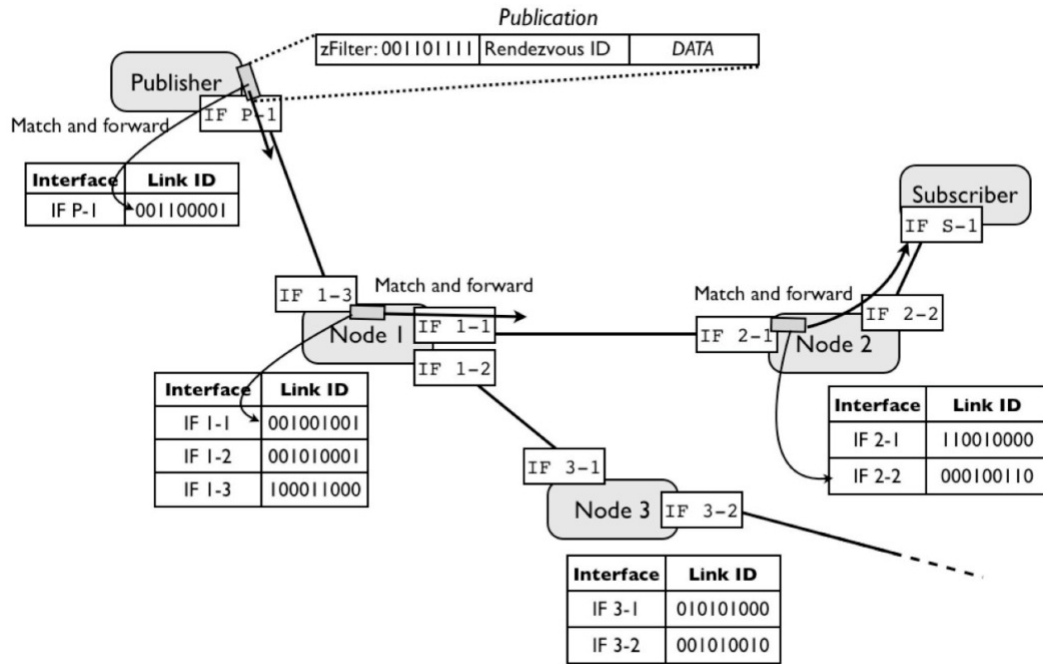 Publication
zFilter: 001101111 Rendezvous ID DATA
Publisher
IF P-1
Match and forward
Interface Link ID
IF P-1 001100001
Subscriber
IF S-1
IF 1-3
Match and forward
Match and forward
Node 1
IF 1-1
IF 1-2
IF 2-1
Node 2
IF 2-2
Interface Link ID
IF 1-1 001001001
IF 1-2 001010001
IF 1-3 100011000
Interface Link ID
IF 2-1 110010000
IF 2-2 000100110
IF 3-1
Node 3
IF 3-2
Interface Link ID
IF 3-1 010101000
IF 3-2 001010010